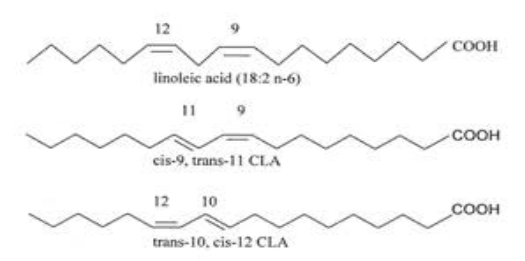 12 9
COOH
linoleic acid (18:2 n-6)
11 9
COOH
cis-9, trans-11 CLA
12 10
COOH
trans-10, cis-12 CLA